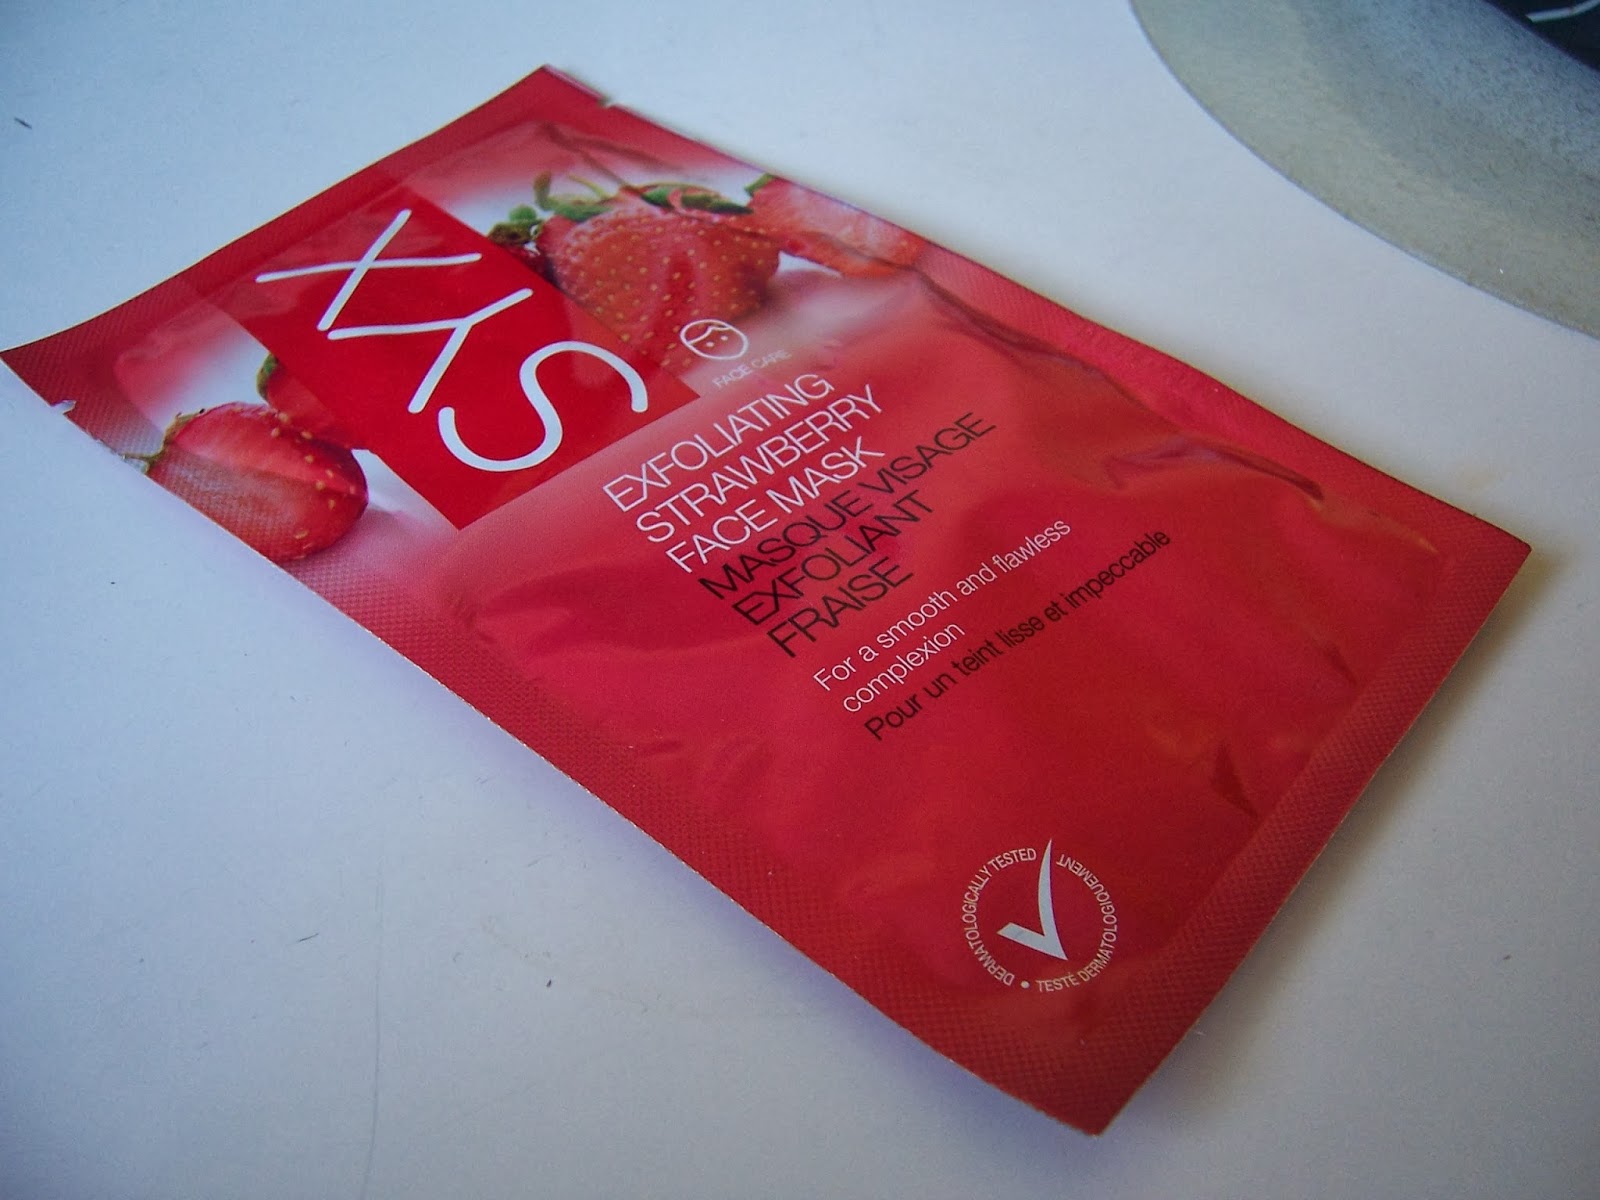 XYS
FACE CARE
EXFOLIATING
STRAWBERRY
FACE MASK
MASQUE VISAGE
EXFOLIANT
FRAISE
For a smooth and flawless
complexion
Pour un teint lisse et impeccable
DERMATOLOGICALLY TESTED
• TESTÉ DERMATOLOGIQUEMENT